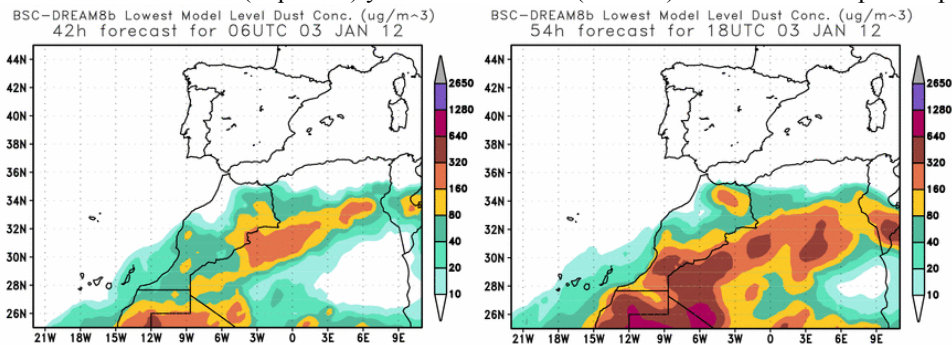 BSC-DREAM8b Lowest Model Level Dust Conc. (ug/m^3)
42h forecast for 06UTC 03 JAN 12
44N
42N
40N
38N
36N
34N
32N
30N
28N
26N
21W 18W 15W 12W 9W 6W 3W 0 3E 6E 9E
2650
1280
640
320
160
80
40
20
10
BSC-DREAM8b Lowest Model Level Dust Conc. (ug/m^3)
54h forecast for 18UTC 03 JAN 12
44N
42N
40N
38N
36N
34N
32N
30N
28N
26N
21W 18W 15W 12W 9W 6W 3W 0 3E 6E 9E
2650
1280
640
320
160
80
40
20
10